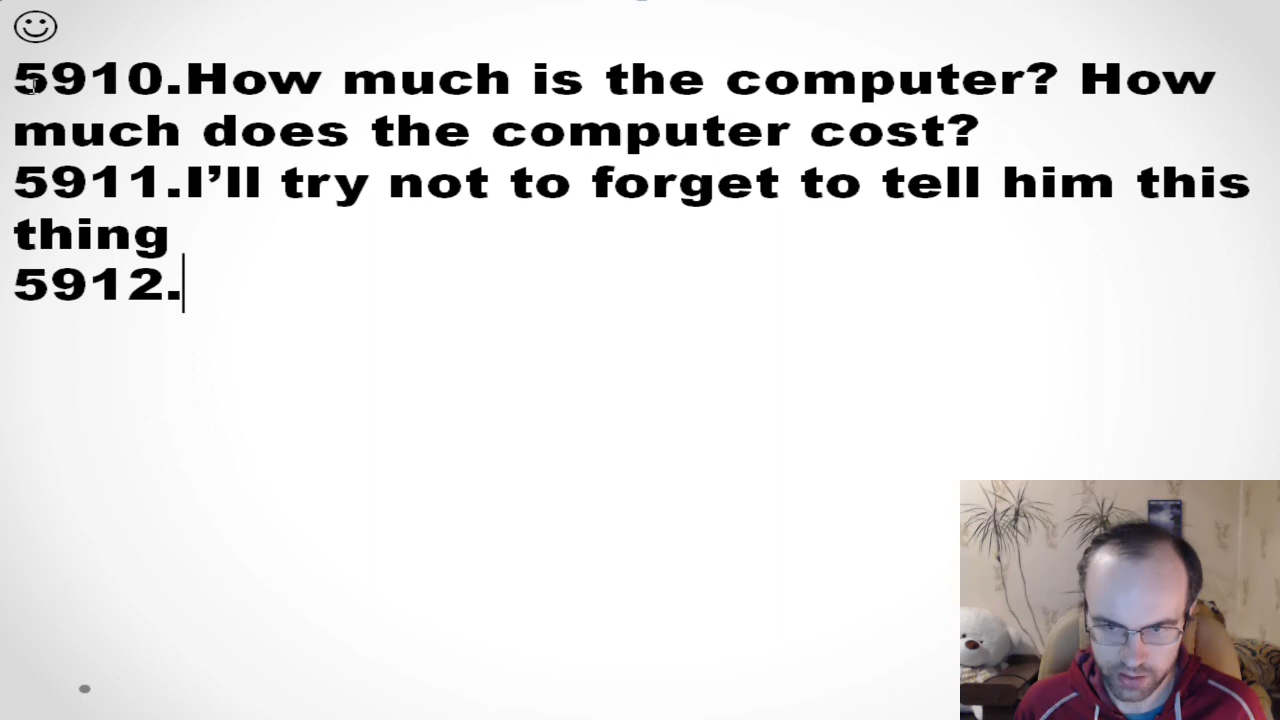 5910.How much is the computer? How
much does the computer cost?
5911.I’ll try not to forget to tell him this
thing
5912.